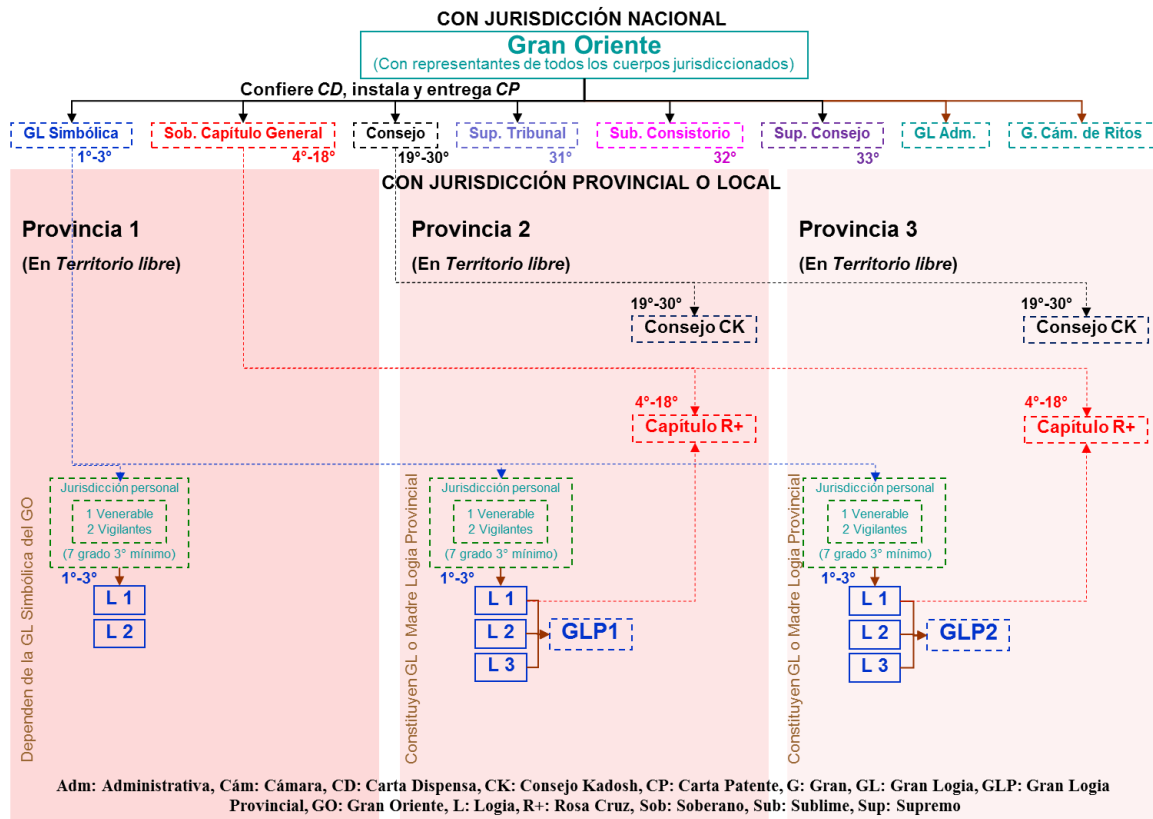 CON JURISDICCIÓN NACIONAL
Gran Oriente
(Con representantes de todos los cuerpos jurisdiccionados)
Confiere CD, instala y entrega CP
GL Simbólica
Sob. Capítulo General
Consejo
Sup. Tribunal
Sub. Consistorio
Sup. Consejo
GL Adm.
G. Cám. de Ritos
1°-3°
4°-18°
19°-30°
31°
32°
33°
CON JURISDICCIÓN PROVINCIAL O LOCAL
Provincia 1
(En Territorio libre)
Provincia 2
(En Territorio libre)
Provincia 3
(En Territorio libre)
19°-30°
Consejo CK
19°-30°
Consejo CK
4°-18°
Capítulo R+
4°-18°
Capítulo R+
Dependen de la GL Simbólica del GO
Jurisdicción personal
1 Venerable
2 Vigilantes
(7 grado 3° mínimo)
1°-3°
L 1
L 2
Constituyen GL o Madre Logia Provincial
Jurisdicción personal
1 Venerable
2 Vigilantes
(7 grado 3° mínimo)
1°-3°
L 1
L 2
L 3
GLP1
Constituyen GL o Madre Logia Provincial
Jurisdicción personal
1 Venerable
2 Vigilantes
(7 grado 3° mínimo)
1°-3°
L 1
L 2
L 3
GLP2
Adm: Administrativa, Cám: Cámara, CD: Carta Dispensa, CK: Consejo Kadosh, CP: Carta Patente, G: Gran, GL: Gran Logia, GLP: Gran Logia
Provincial, GO: Gran Oriente, L: Logia, R+: Rosa Cruz, Sob: Soberano, Sub: Sublime, Sup: Supremo